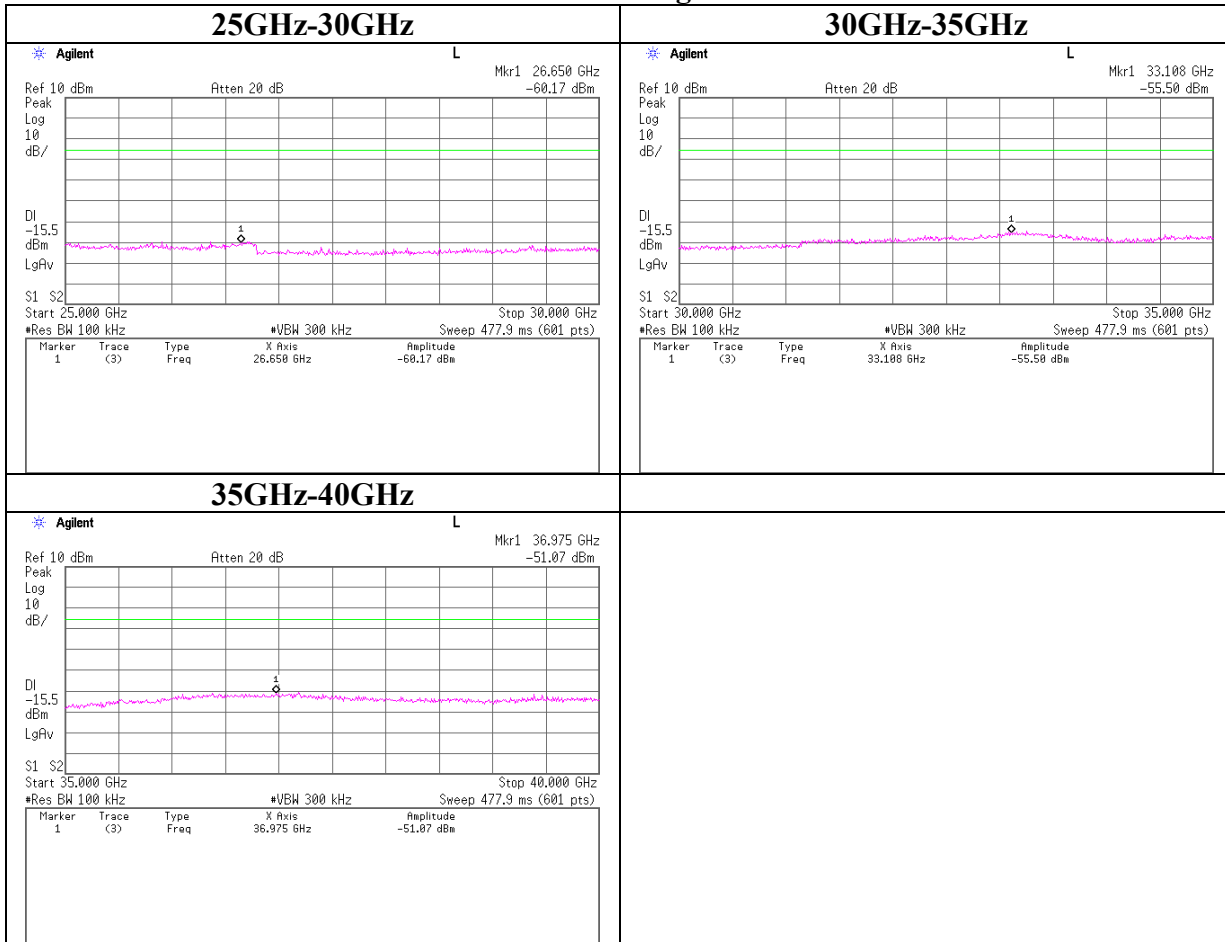 25GHz-30GHz
Agilent L
Mkr1 26.650 GHz
Ref 10 dBm Atten 20 dB -60.17 dBm
Peak
Log
10
dB/
1
DI
-15.5
dBm
LgAv
S1 S2
Start 25.000 GHz Stop 30.000 GHz
#Res BW 100 kHz #VBW 300 kHz Sweep 477.9 ms (601 pts)
Marker Trace Type X Axis Amplitude
1 (3) Freq 26.650 GHz -60.17 dBm
30GHz-35GHz
Agilent L
Mkr1 33.108 GHz
Ref 10 dBm Atten 20 dB -55.50 dBm
Peak
Log
10
dB/
1
DI
-15.5
dBm
LgAv
S1 S2
Start 30.000 GHz Stop 35.000 GHz
#Res BW 100 kHz #VBW 300 kHz Sweep 477.9 ms (601 pts)
Marker Trace Type X Axis Amplitude
1 (3) Freq 33.108 GHz -55.50 dBm
35GHz-40GHz
Agilent L
Mkr1 36.975 GHz
Ref 10 dBm Atten 20 dB -51.07 dBm
Peak
Log
10
dB/
1
DI
-15.5
dBm
LgAv
S1 S2
Start 35.000 GHz Stop 40.000 GHz
#Res BW 100 kHz #VBW 300 kHz Sweep 477.9 ms (601 pts)
Marker Trace Type X Axis Amplitude
1 (3) Freq 36.975 GHz -51.07 dBm